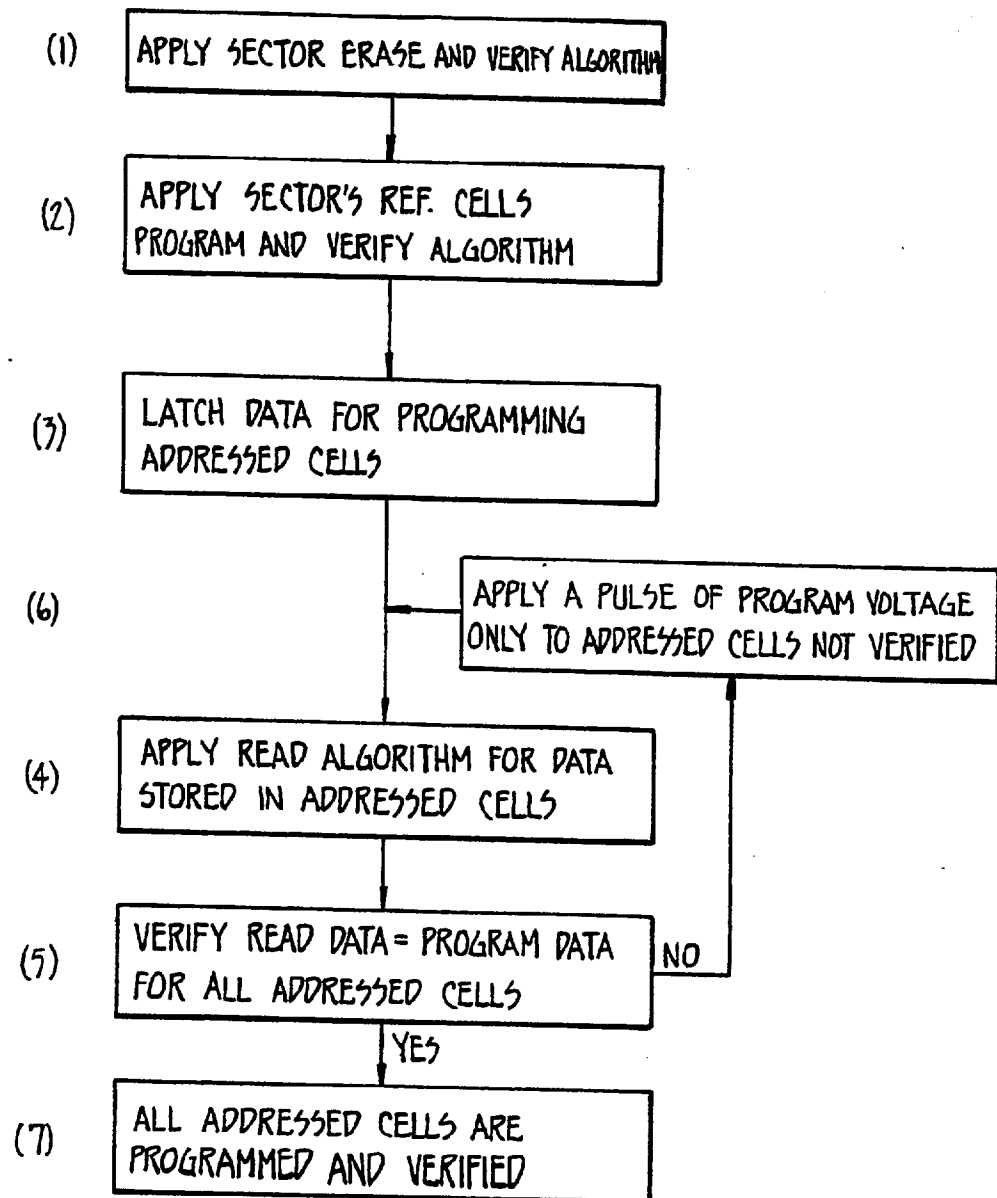 (1)
APPLY SECTOR ERASE AND VERIFY ALGORITHM
(2)
APPLY SECTOR'S REF. CELLS
PROGRAM AND VERIFY ALGORITHM
(3)
LATCH DATA FOR PROGRAMMING
ADDRESSED CELLS
(6)
APPLY A PULSE OF PROGRAM VOLTAGE
ONLY TO ADDRESSED CELLS NOT VERIFIED
(4)
APPLY READ ALGORITHM FOR DATA
STORED IN ADDRESSED CELLS
(5)
VERIFY READ DATA = PROGRAM DATA
FOR ALL ADDRESSED CELLS
NO
YES
(7)
ALL ADDRESSED CELLS ARE
PROGRAMMED AND VERIFIED